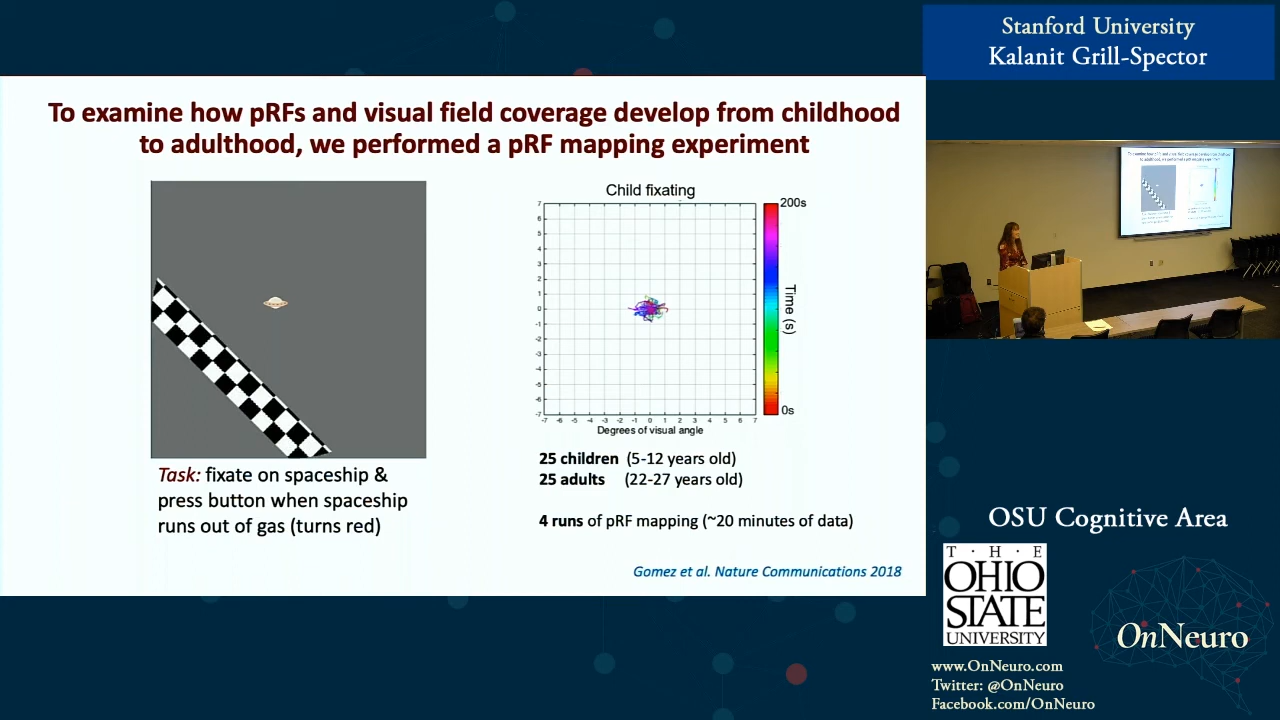 Stanford University
Kalanit Grill-Spector
To examine how pRFs and visual field coverage develop from childhood
to adulthood, we performed a pRF mapping experiment
Child fixating
7
6
5
4
3
2
1
0
-1
-2
-3
-4
-5
-6
-7
-7 -6 -5 -4 -3 -2 -1 0 1 2 3 4 5 6 7
Degrees of visual angle
200s
Time (s)
0s
Task: fixate on spaceship &
press button when spaceship
runs out of gas (turns red)
25 children (5-12 years old)
25 adults (22-27 years old)
4 runs of pRF mapping (~20 minutes of data)
Gomez et al. Nature Communications 2018
OSU Cognitive Area
T · H · E
OHIO
STATE
UNIVERSITY
OnNeuro
www.OnNeuro.com
Twitter: @OnNeuro
Facebook.com/OnNeuro